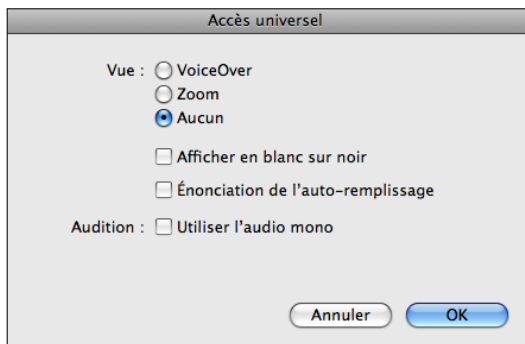 Accès universel
Vue : VoiceOver
Zoom
Aucun
Afficher en blanc sur noir
Énonciation de l'auto-remplissage
Audition : Utiliser l'audio mono
Annuler OK